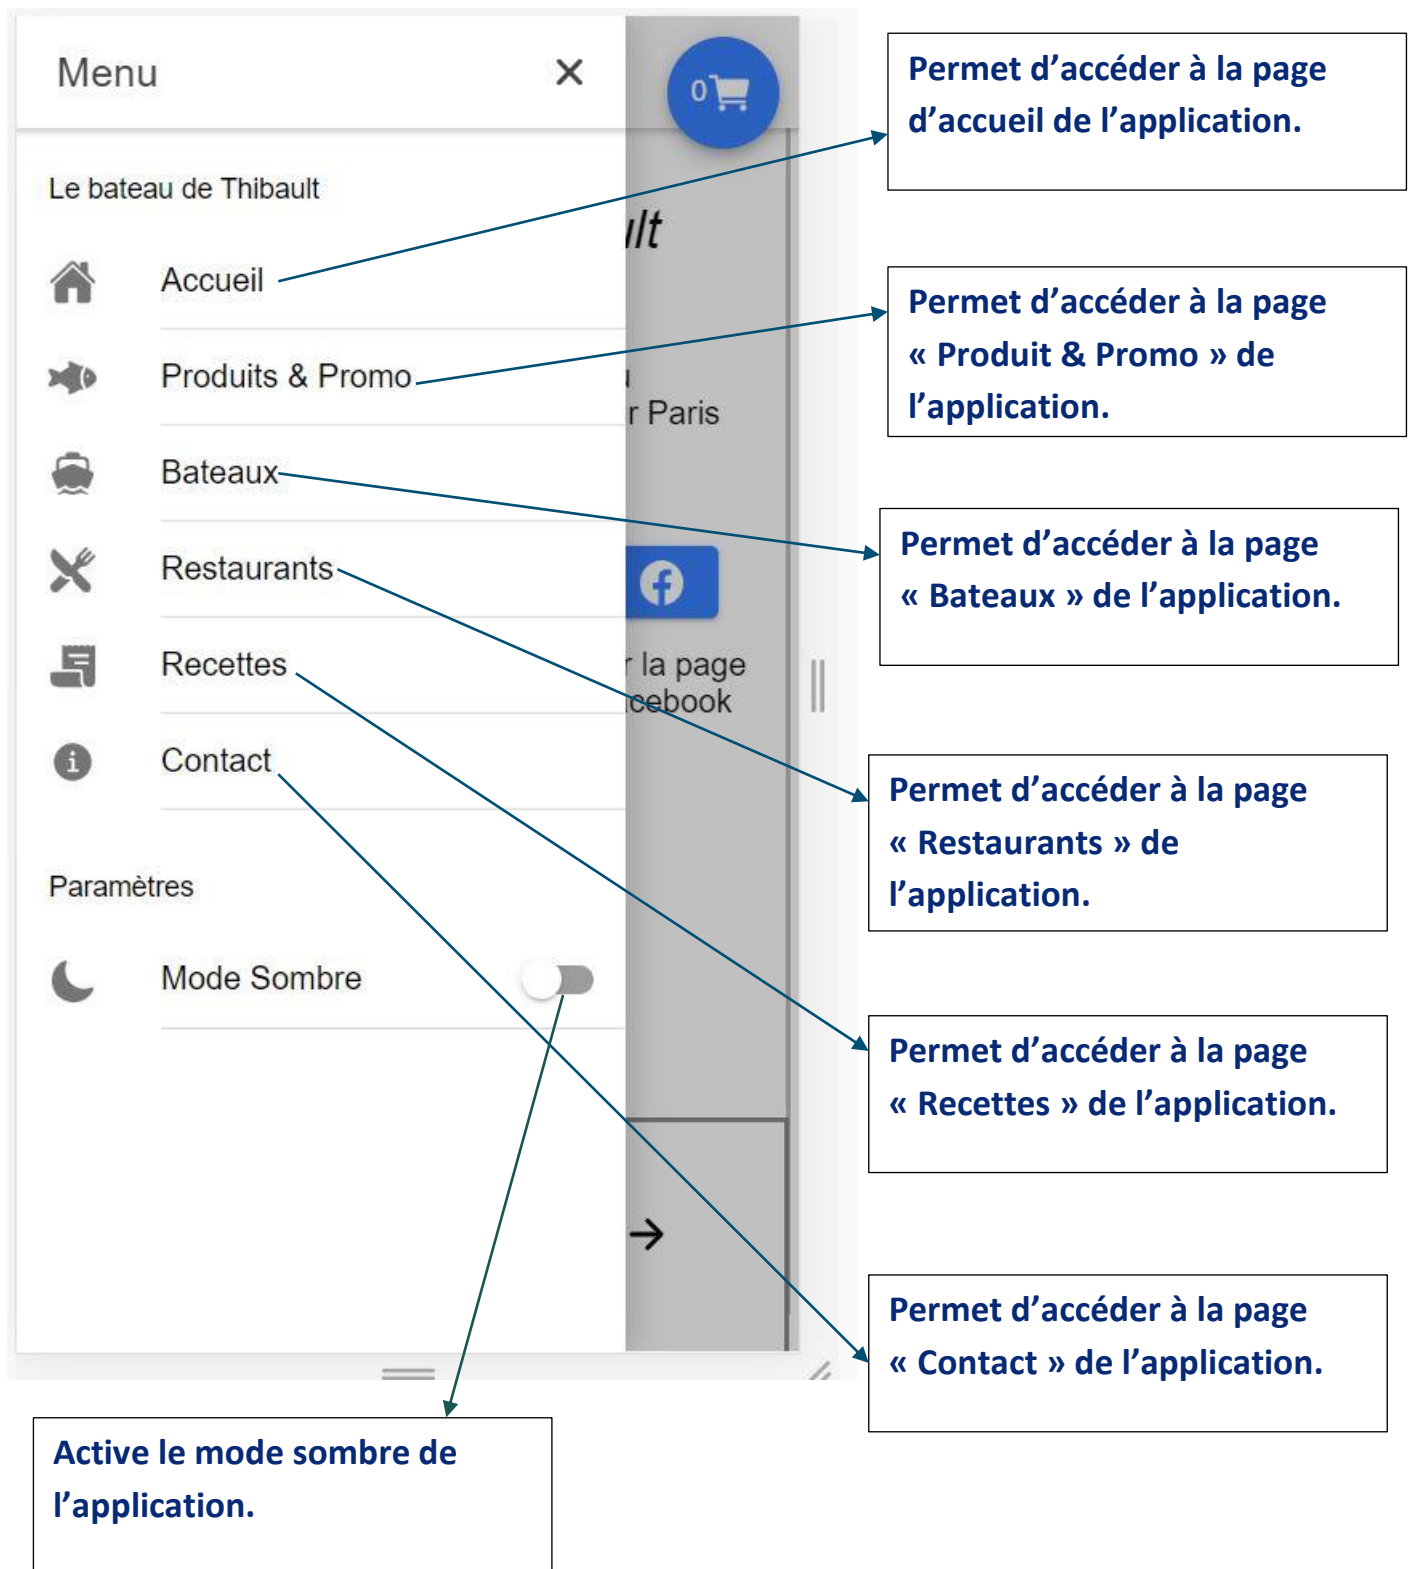 Menu
0
Le bateau de Thibault
Accueil
Produits & Promo
Bateaux
Restaurants
Recettes
Contact
Paramètres
Mode Sombre
r Paris
r la page
Permet d’accéder à la page
d’accueil de l’application.
Permet d’accéder à la page
« Produit & Promo » de
l’application.
Permet d’accéder à la page
« Bateaux » de l’application.
Permet d’accéder à la page
« Restaurants » de
l’application.
Permet d’accéder à la page
« Recettes » de l’application.
Permet d’accéder à la page
« Contact » de l’application.
Active le mode sombre de
l’application.